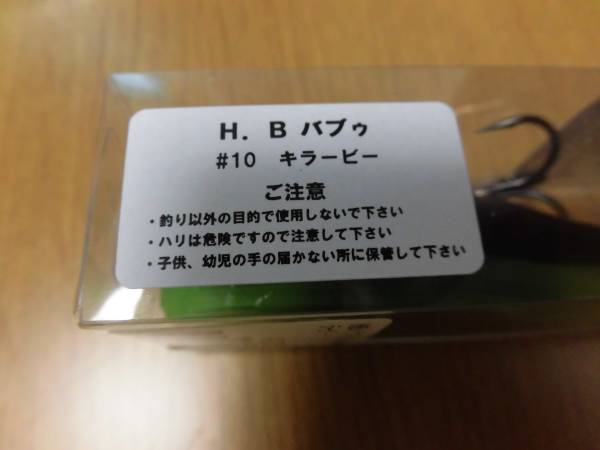 H. B バブゥ
#10 キラービー
ご注意
・釣り以外の目的で使用しないで下さい
・ハリは危険ですので注意して下さい
・子供、幼児の手の届かない所に保管して下さい